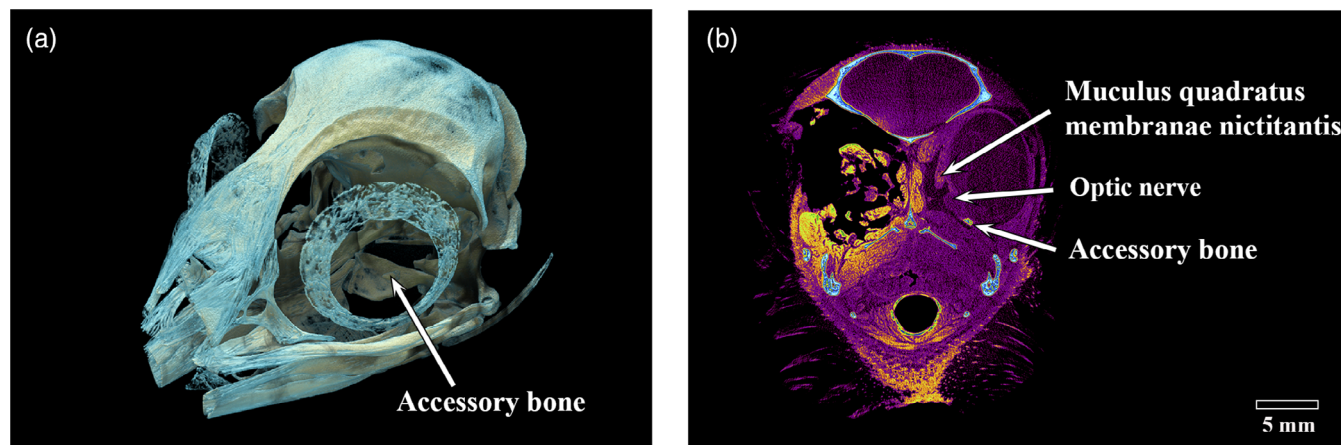 (a)
Accessory bone
(b)
Muculus quadratus
membranae nictitantis
Optic nerve
Accessory bone
5 mm